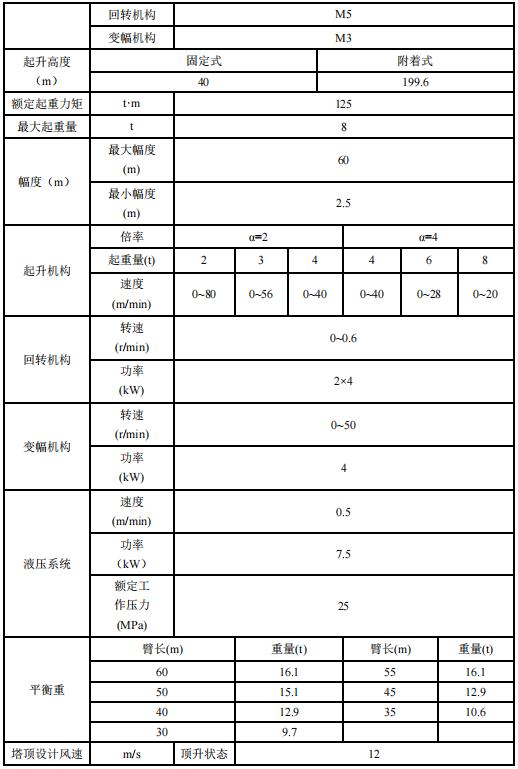 回转机构 M5
变幅机构 M3
起升高度（m） 固定式 附着式
40 199.6
额定起重力矩 t·m 125
最大起重量 t 8
幅度（m） 最大幅度(m) 60
最小幅度(m) 2.5
起升机构 倍率 α=2 α=4
起重量(t) 2 3 4 4 6 8
速度(m/min) 0~80 0~56 0~40 0~40 0~28 0~20
回转机构 转速(r/min) 0~0.6
功率(kW) 2×4
变幅机构 转速(r/min) 0~50
功率(kW) 4
液压系统 速度(m/min) 0.5
功率（kW） 7.5
额定工作压力(MPa) 25
平衡重 臂长(m) 重量(t) 臂长(m) 重量(t)
60 16.1 55 16.1
50 15.1 45 12.9
40 12.9 35 10.6
30 9.7
塔顶设计风速 m/s 顶升状态 12